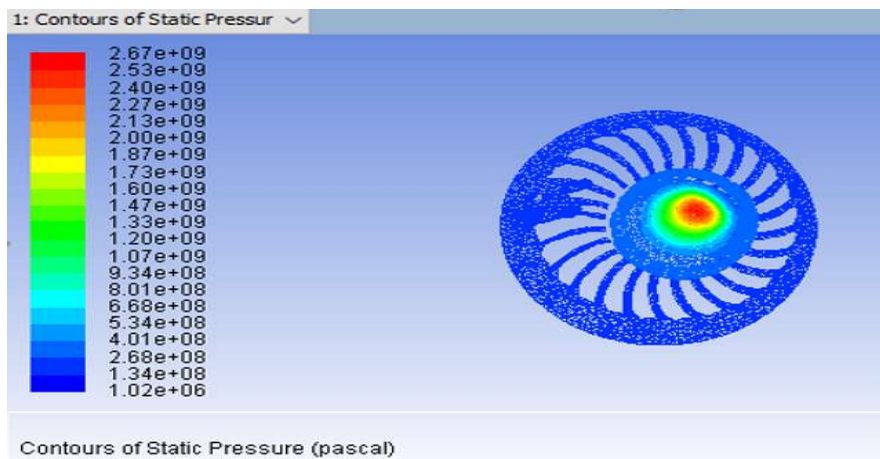 1: Contours of Static Pressur
2.67e+09
2.53e+09
2.40e+09
2.27e+09
2.13e+09
2.00e+09
1.87e+09
1.73e+09
1.60e+09
1.47e+09
1.33e+09
1.20e+09
1.07e+09
9.34e+08
8.01e+08
6.68e+08
5.34e+08
4.01e+08
2.68e+08
1.34e+08
1.02e+06
Contours of Static Pressure (pascal)